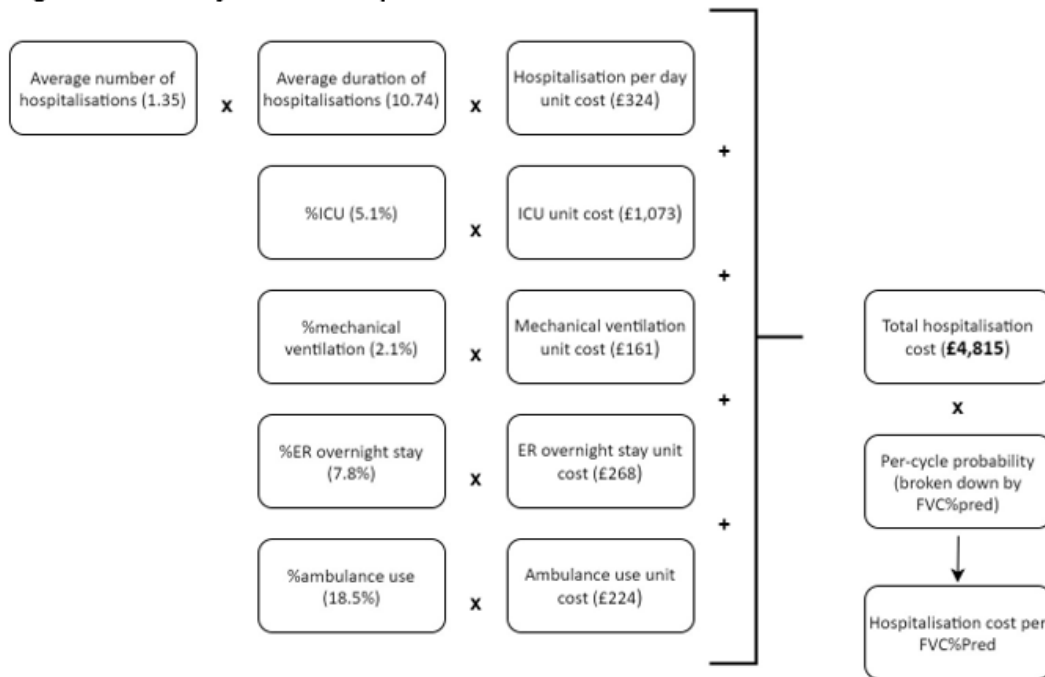 Average number of
hospitalisations (1.35)
x
Average duration of
hospitalisations (10.74)
x
Hospitalisation per day
unit cost (£324)
+
%ICU (5.1%)
x
ICU unit cost (£1,073)
+
%mechanical
ventilation (2.1%)
x
Mechanical ventilation
unit cost (£161)
+
%ER overnight stay
(7.8%)
x
ER overnight stay unit
cost (£268)
+
%ambulance use
(18.5%)
x
Ambulance use unit
cost (£224)
Total hospitalisation
cost (£4,815)
x
Per-cycle probability
(broken down by
FVC%pred)
Hospitalisation cost per
FVC%Pred